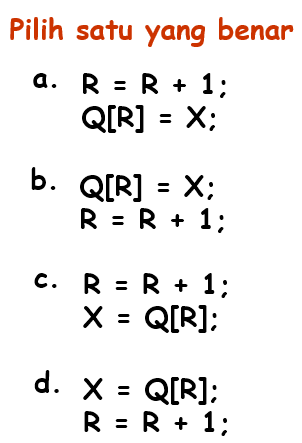 Pilih satu yang benar
a. R = R + 1;
Q[R] = X;
b. Q[R] = X;
R = R + 1;
c. R = R + 1;
X = Q[R];
d. X = Q[R];
R = R + 1;